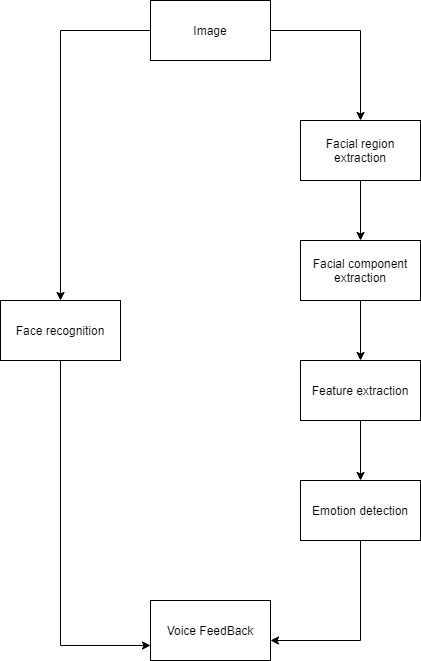 Image
Facial region
extraction
Facial component
extraction
Face recognition
Feature extraction
Emotion detection
Voice FeedBack